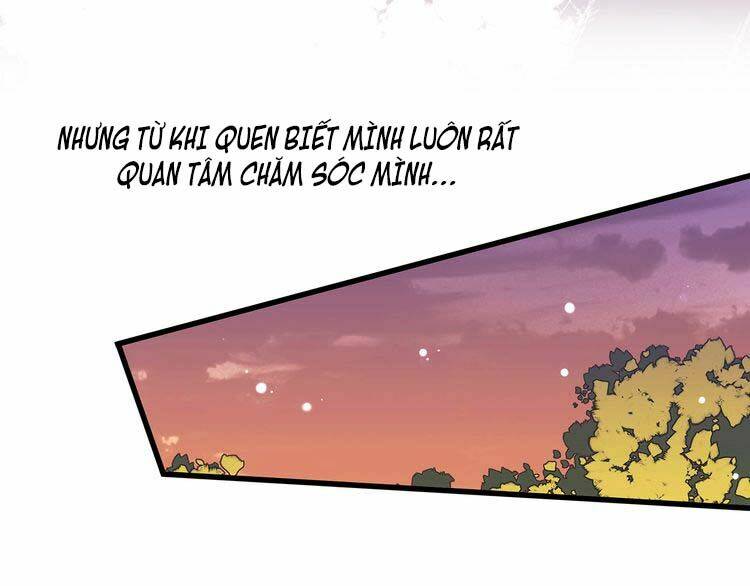 NHƯNG TỪ KHI QUEN BIẾT MÌNH LUÔN RẤT
QUAN TÂM CHĂM SÓC MÌNH...